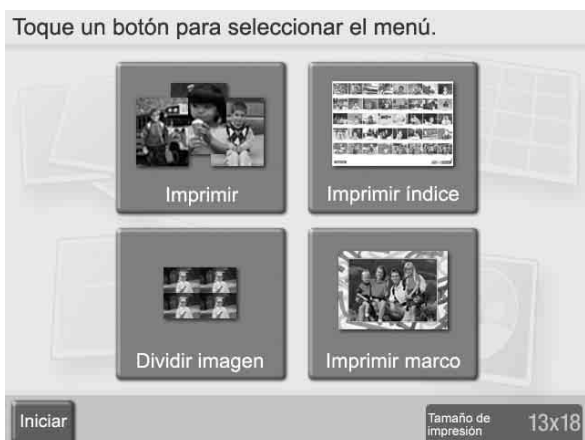 Toque un botón para seleccionar el menú.
Imprimir
Imprimir índice
Dividir imagen
Imprimir marco
Iniciar
Tamaño de
impresión
13x18